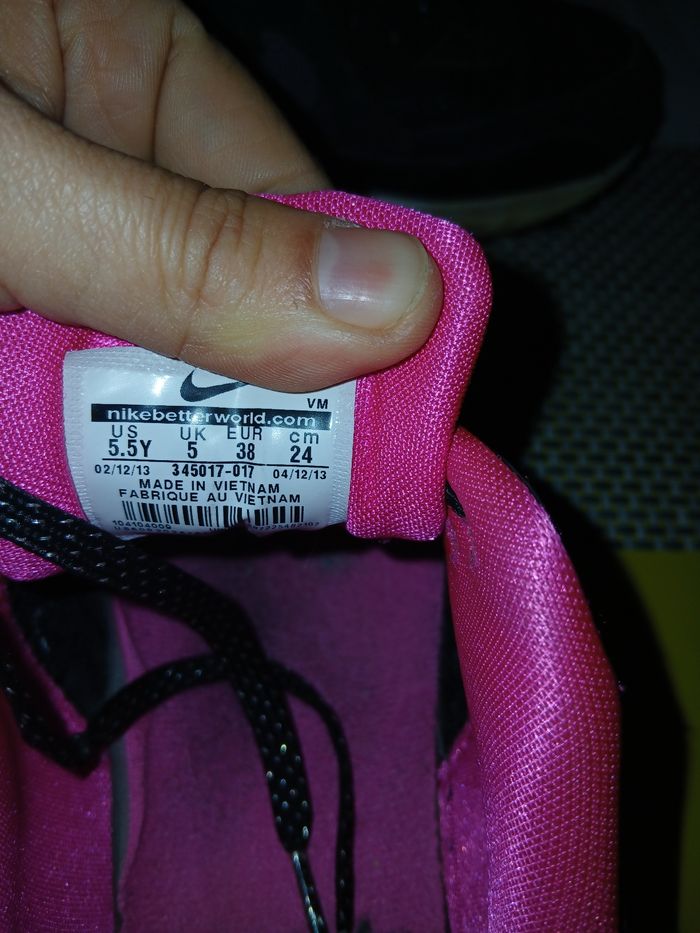 VM
nikebetterworld.com
US UK EUR cm
5.5Y 5 38 24
02/12/13 345017-017 04/12/13
MADE IN VIETNAM
FABRIQUE AU VIETNAM